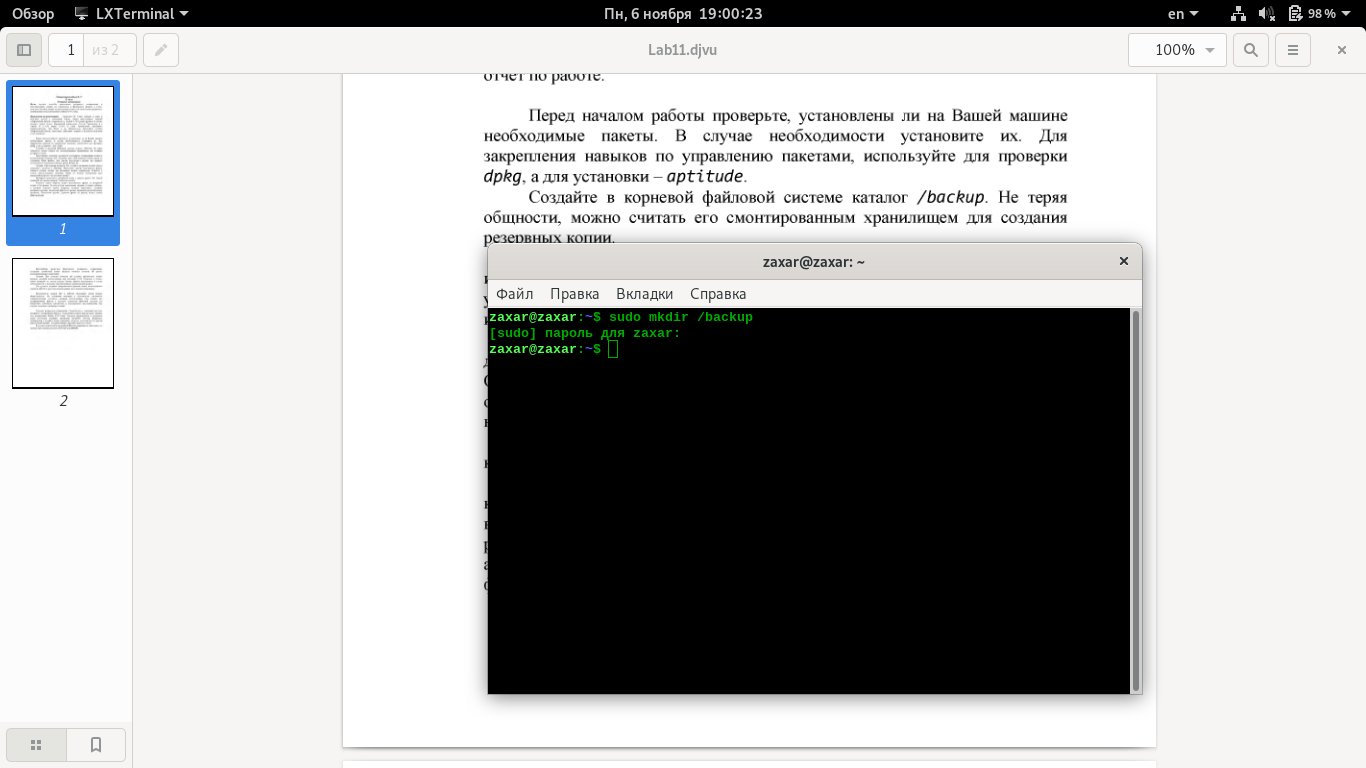 Обзор
LXTerminal
Пн, 6 ноября 19:00:23
en
98 %
1
из 2
Lab11.djvu
100%
отчет по работе.
Перед началом работы проверьте, установлены ли на Вашей машине
необходимые пакеты. В случае необходимости установите их. Для
закрепления навыков по управлению пакетами, используйте для проверки
dpkg, а для установки – aptitude.
Создайте в корневой файловой системе каталог /backup. Не теряя
общности, можно считать его смонтированным хранилищем для создания
резервных копий.
1
2
zaxar@zaxar: ~
Файл Правка Вкладки Справка
zaxar@zaxar:~$ sudo mkdir /backup
[sudo] пароль для zaxar:
zaxar@zaxar:~$